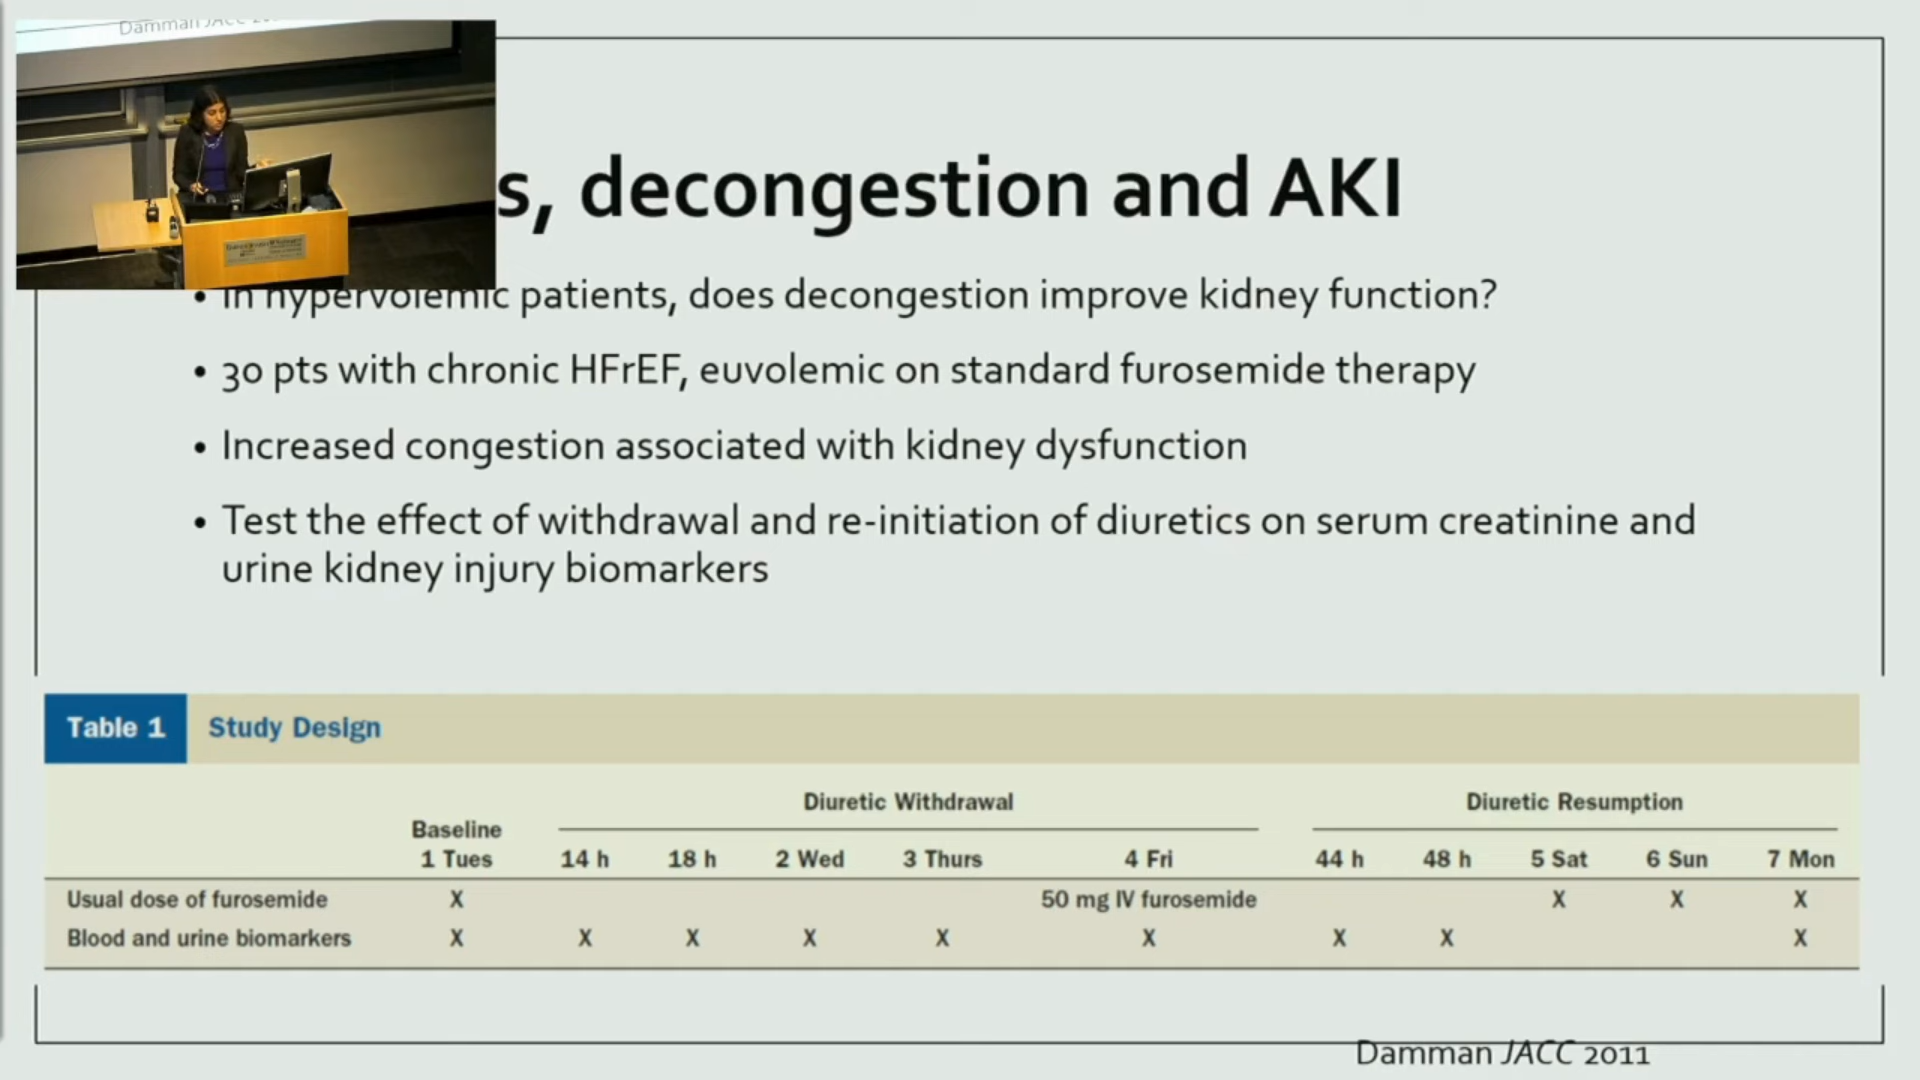 Damman JACC
s, decongestion and AKI
• In hypervolemic patients, does decongestion improve kidney function?
• 30 pts with chronic HFrEF, euvolemic on standard furosemide therapy
• Increased congestion associated with kidney dysfunction
• Test the effect of withdrawal and re-initiation of diuretics on serum creatinine and
urine kidney injury biomarkers
Table 1 Study Design
Diuretic Withdrawal Diuretic Resumption
Baseline
1 Tues 14 h 18 h 2 Wed 3 Thurs 4 Fri 44 h 48 h 5 Sat 6 Sun 7 Mon
Usual dose of furosemide X 50 mg IV furosemide X X X
Blood and urine biomarkers X X X X X X X X X
Damman JACC 2011